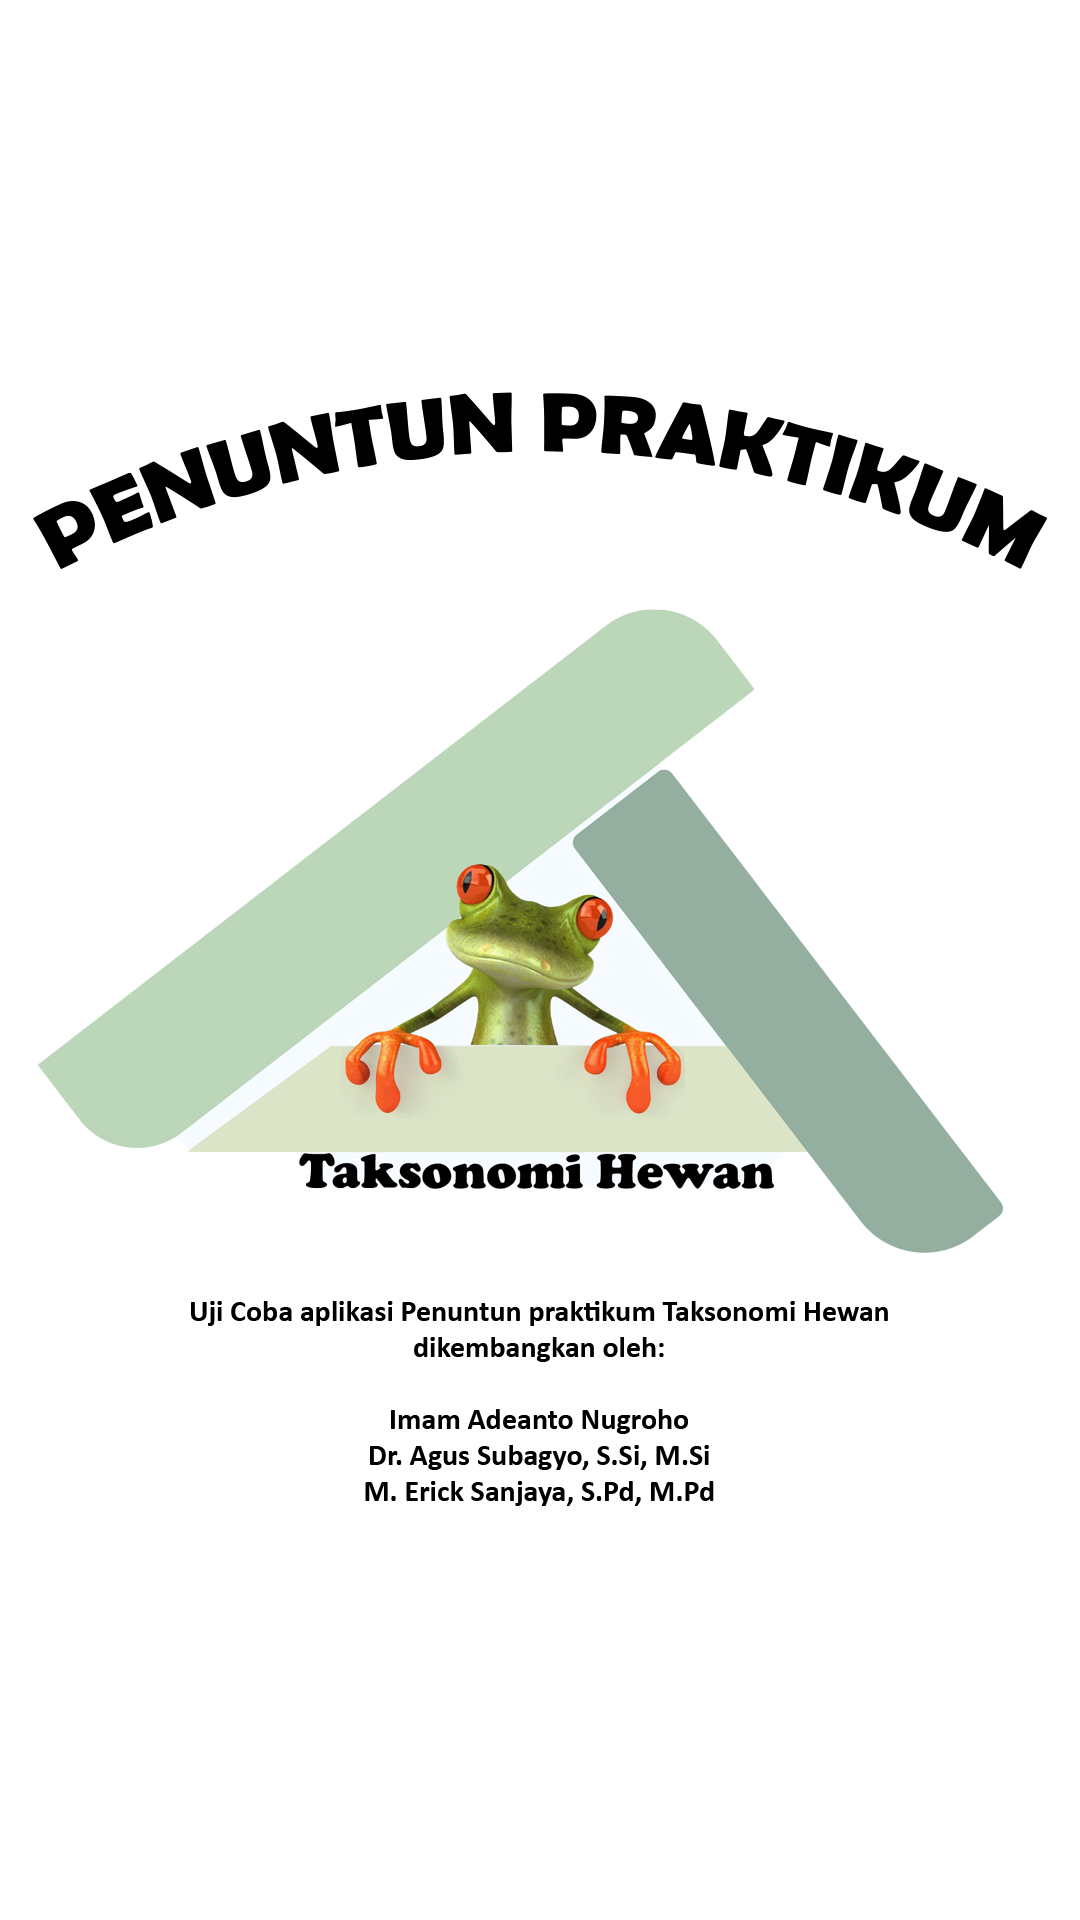 PENUNTUN PRAKTIKUM
Taksonomi Hewan
Uji Coba aplikasi Penuntun praktikum Taksonomi Hewan
dikembangkan oleh:
Imam Adeanto Nugroho
Dr. Agus Subagyo, S.Si, M.Si
M. Erick Sanjaya, S.Pd, M.Pd